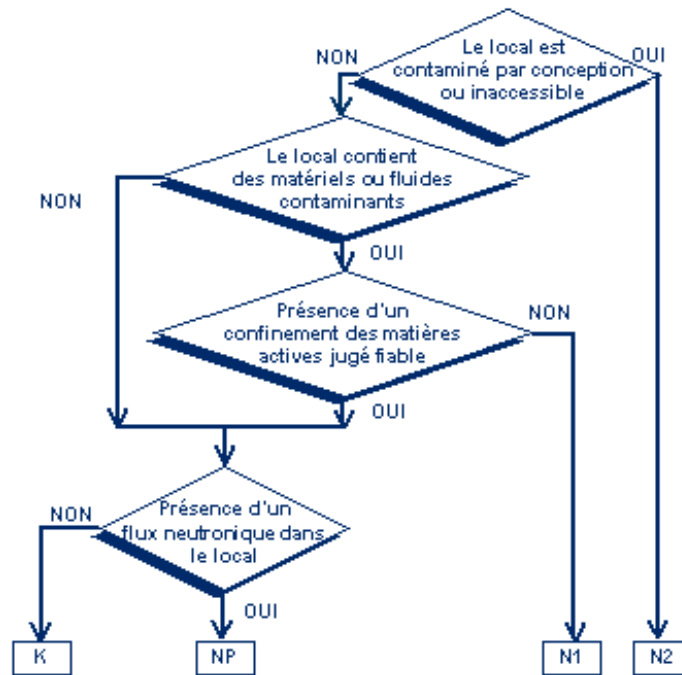 Le local est
contaminé par conception
ou inaccessible
NON
OUI
Le local contient
des matériels ou fluides
contaminants
NON
OUI
Présence d'un
confinement des matières
actives jugé fiable
NON
OUI
Présence d'un
flux neutronique dans
le local
NON
OUI
K
NP
N1
N2